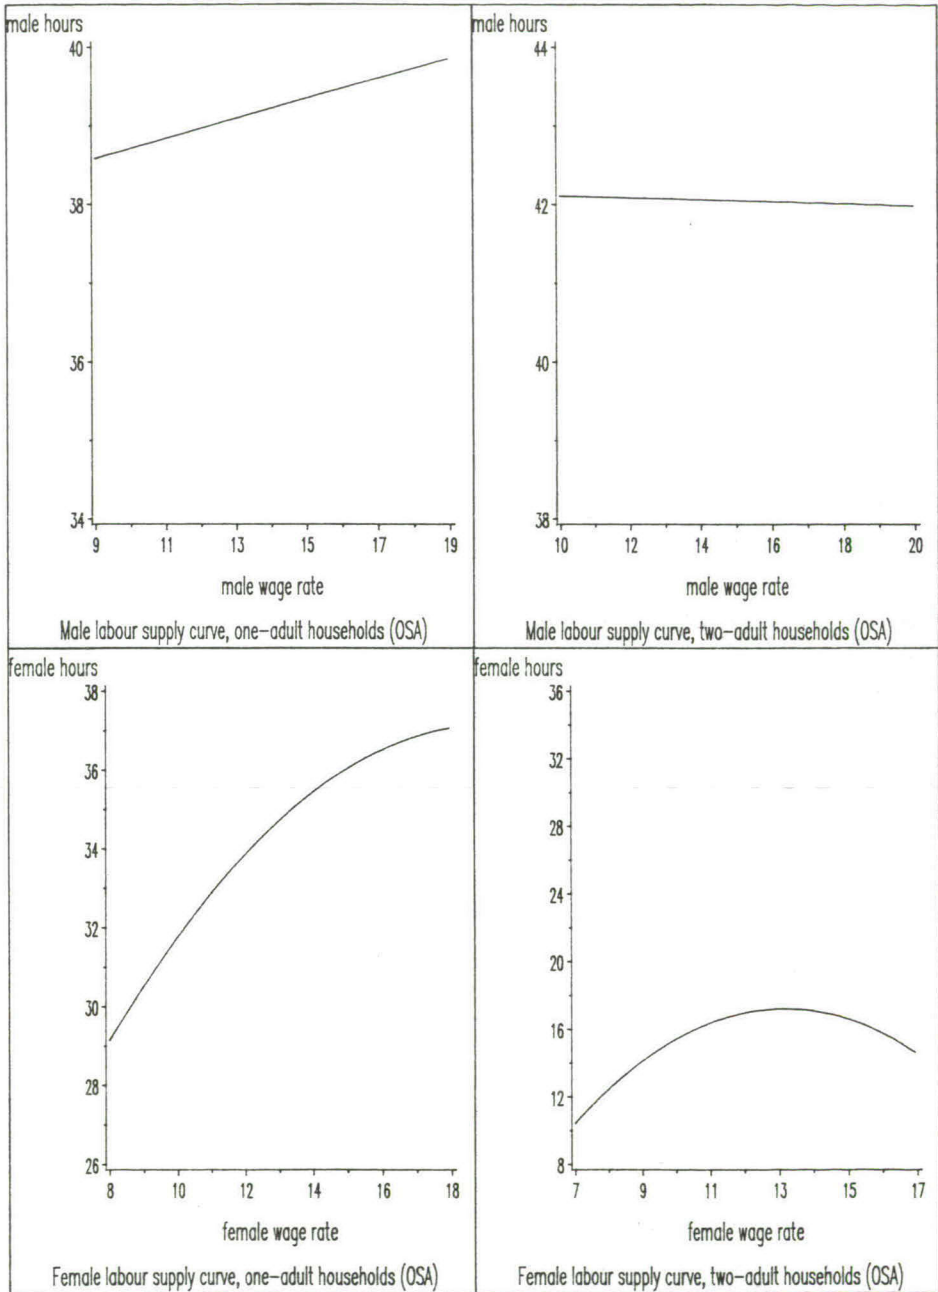 male hours
40
38
36
34
9 11 13 15 17 19
male wage rate
Male labour supply curve, one-adult households (OSA)
male hours
44
42
40
38
10 12 14 16 18 20
male wage rate
Male labour supply curve, two-adult households (OSA)
female hours
38
36
34
32
30
28
26
8 10 12 14 16 18
female wage rate
Female labour supply curve, one-adult households (OSA)
female hours
36
32
28
24
20
16
12
8
7 9 11 13 15 17
female wage rate
Female labour supply curve, two-adult households (OSA)